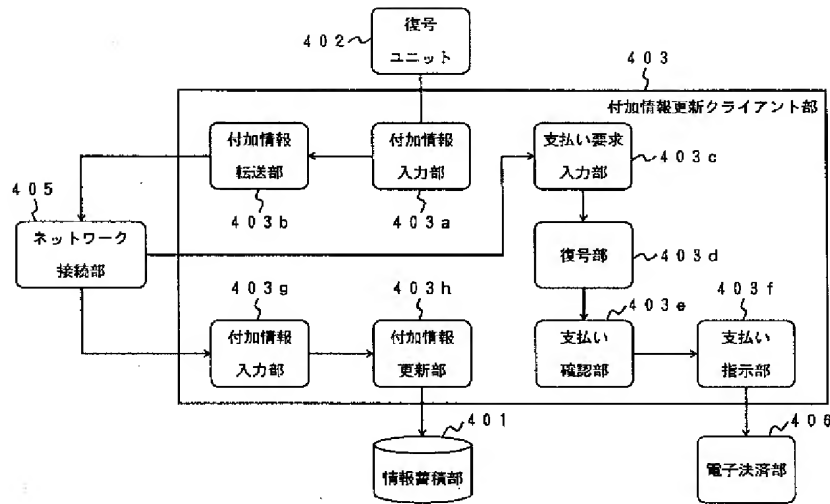 402
復号
ユニット
403
付加情報更新クライアント部
付加情報
転送部
403b
付加情報
入力部
403a
支払い要求
入力部
403c
405
ネットワーク
接続部
復号部
403d
403g
付加情報
入力部
403h
付加情報
更新部
403e
支払い
確認部
403f
支払い
指示部
401
情報蓄積部
406
電子決済部